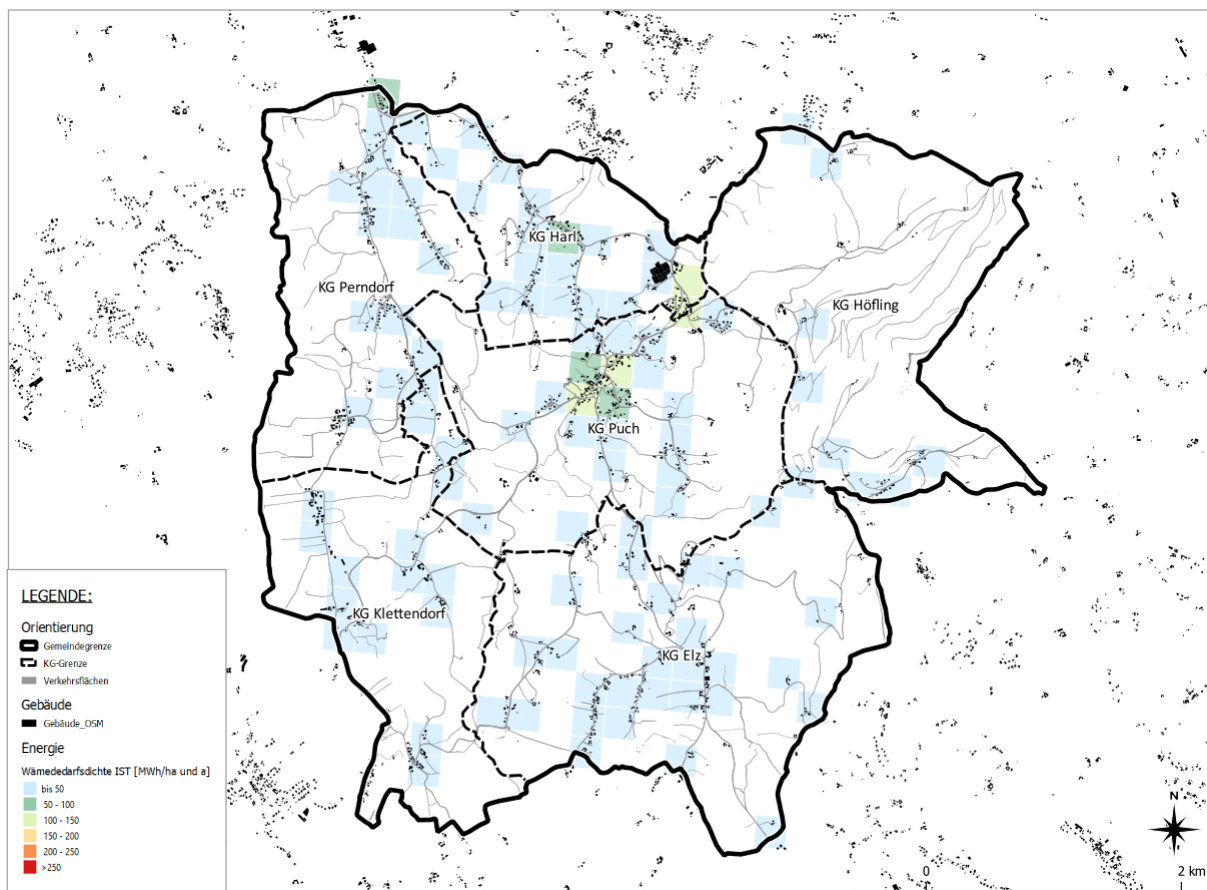 KG Harl
KG Perndorf
KG Höfling
KG Puch
KG Klettendorf
KG Elz
LEGENDE:
Orientierung
Gemeindegrenze
KG-Grenze
Verkehrsflächen
Gebäude
Gebäude_OSM
Energie
Wämededarfsdichte IST [MWh/ha und a]
bis 50
50 - 100
100 - 150
150 - 200
200 - 250
>250
N
0 2 km